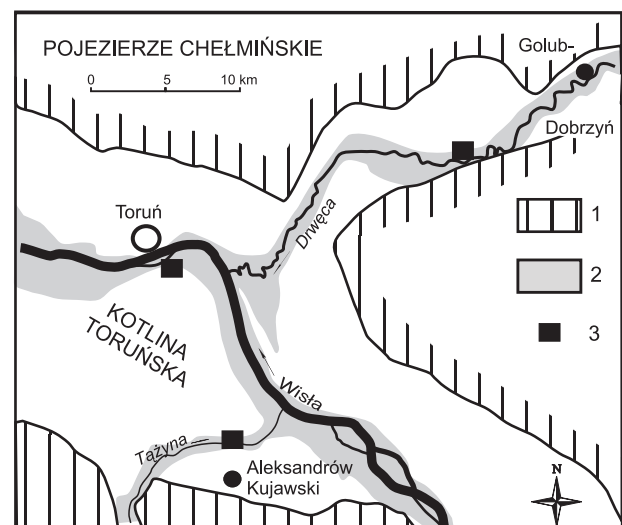 POJEZIERZE CHEŁMIŃSKIE
0 5 10 km
Golub-
Dobrzyń
Toruń
Drwęca
1
2
3
KOTLINA
TORUŃSKA
Wisła
Tążyna
Aleksandrów
Kujawski
N